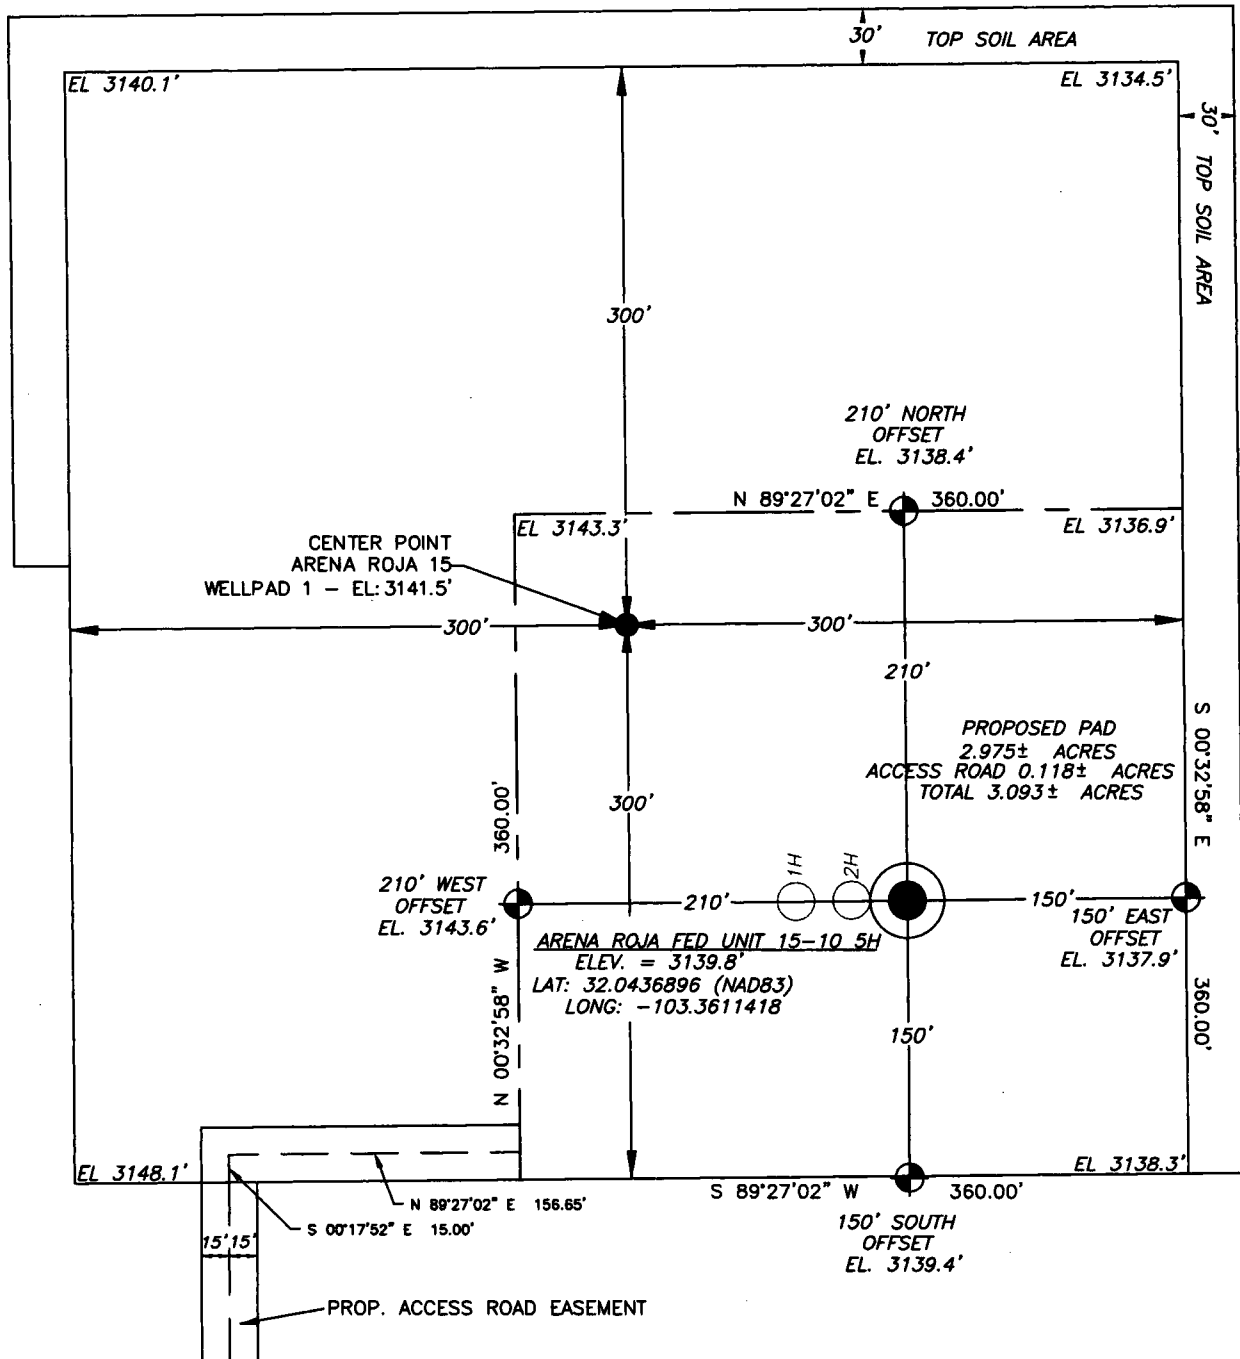 30'
TOP SOIL AREA
EL 3140.1'
EL 3134.5'
30' TOP SOIL AREA
300'
210' NORTH
OFFSET
EL. 3138.4'
N 89°27'02" E
360.00'
EL 3143.3'
EL 3136.9'
CENTER POINT
ARENA ROJA 15
WELLPAD 1 - EL: 3141.5'
300'
300'
210'
S 00°32'58" E
PROPOSED PAD
2.975± ACRES
ACCESS ROAD 0.118± ACRES
TOTAL 3.093± ACRES
300'
360.00'
1H
2H
210' WEST
OFFSET
EL. 3143.6'
210'
150'
150' EAST
OFFSET
EL. 3137.9'
ARENA ROJA FED UNIT 15-10 5H
ELEV. = 3139.8'
LAT: 32.0436896 (NAD83)
LONG: -103.3611418
360.00'
N 00°32'58" W
150'
EL 3148.1'
EL 3138.3'
S 89°27'02" W
360.00'
N 89°27'02" E 156.65'
S 00°17'52" E 15.00'
15'
15'
150' SOUTH
OFFSET
EL. 3139.4'
PROP. ACCESS ROAD EASEMENT